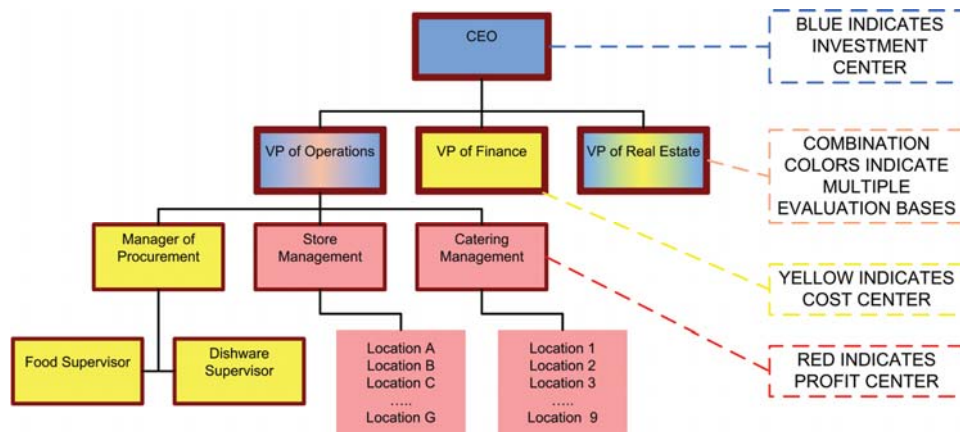 CEO
BLUE INDICATES
INVESTMENT
CENTER
VP of Operations
VP of Finance
VP of Real Estate
COMBINATION
COLORS INDICATE
MULTIPLE
EVALUATION BASES
Manager of
Procurement
Store
Management
Catering
Management
YELLOW INDICATES
COST CENTER
Food Supervisor
Dishware
Supervisor
Location A
Location B
Location C
.....
Location G
Location 1
Location 2
Location 3
.....
Location 9
RED INDICATES
PROFIT CENTER